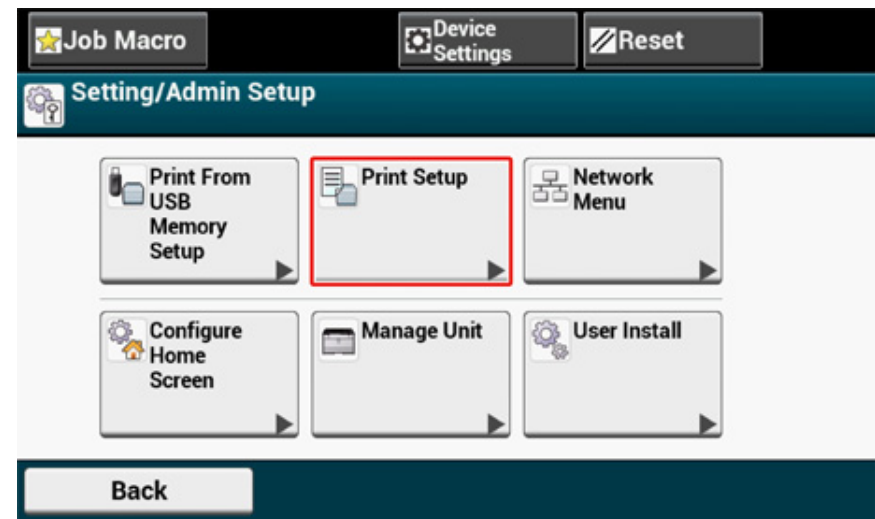 Job Macro
Device
Settings
Reset
Setting/Admin Setup
Print From
USB
Memory
Setup
Print Setup
Network
Menu
Configure
Home
Screen
Manage Unit
User Install
Back